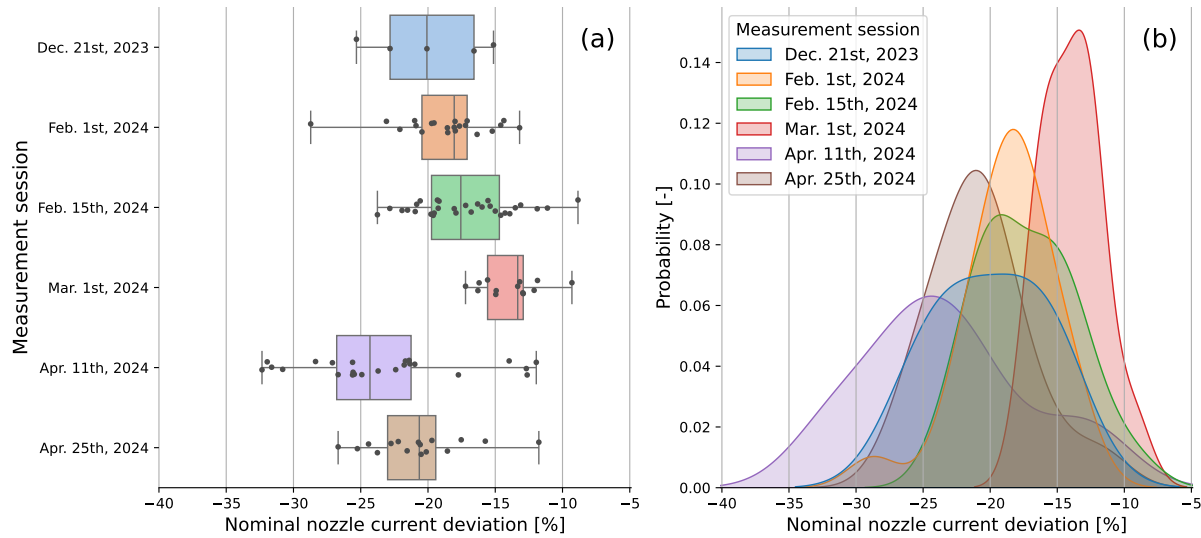 (a)
Measurement session
Dec. 21st, 2023
Feb. 1st, 2024
Feb. 15th, 2024
Mar. 1st, 2024
Apr. 11th, 2024
Apr. 25th, 2024
−40 −35 −30 −25 −20 −15 −10 −5
Nominal nozzle current deviation [%]
(b)
Measurement session
Dec. 21st, 2023
Feb. 1st, 2024
Feb. 15th, 2024
Mar. 1st, 2024
Apr. 11th, 2024
Apr. 25th, 2024
Probability [-]
0.14
0.12
0.10
0.08
0.06
0.04
0.02
0.00
−40 −35 −30 −25 −20 −15 −10 −5
Nominal nozzle current deviation [%]